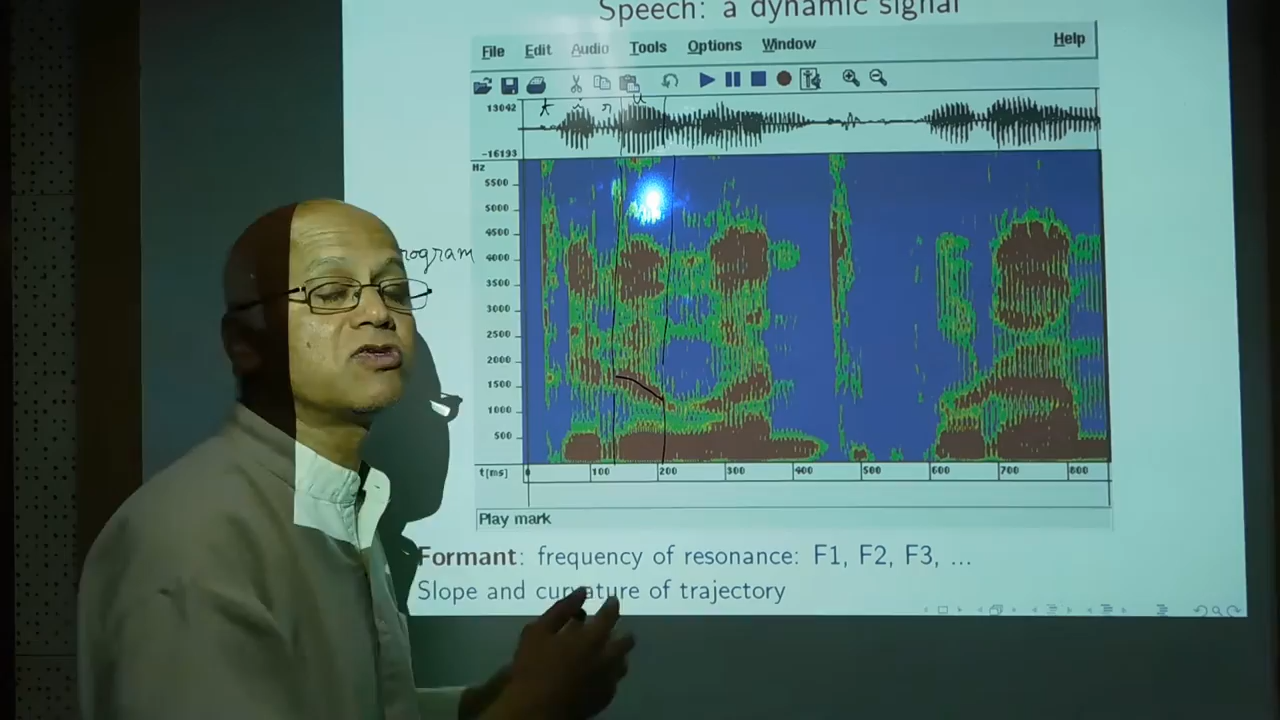 Speech: a dynamic signal
File Edit Audio Tools Options Window Help
13042
-16193
Hz
5500
5000
4500
4000
3500
3000
2500
2000
1500
1000
500
t[ms] 0 100 200 300 400 500 600 700 800
Play mark
Formant: frequency of resonance: F1, F2, F3, ...
Slope and curvature of trajectory